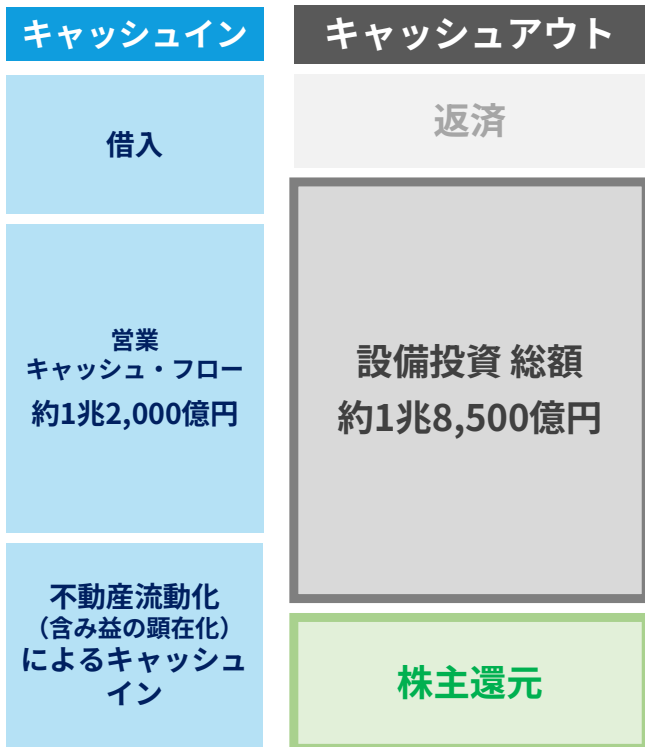 キャッシュイン
借入
営業
キャッシュ・フロー
約1兆2,000億円
不動産流動化
（含み益の顕在化）
によるキャッシュ
イン
キャッシュアウト
返済
設備投資 総額
約1兆8,500億円
株主還元